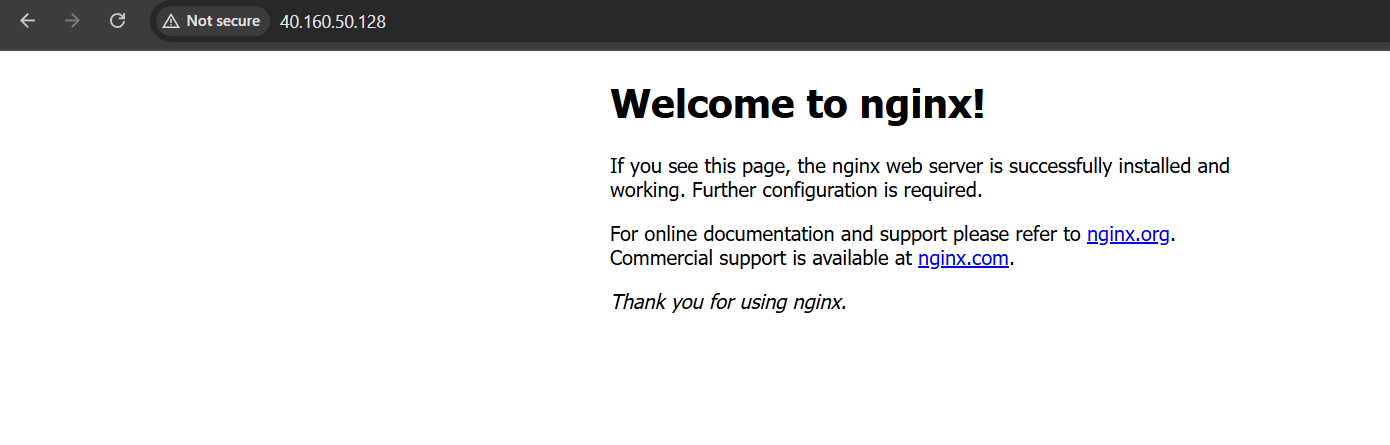 Not secure 40.160.50.128
Welcome to nginx!
If you see this page, the nginx web server is successfully installed and
working. Further configuration is required.
For online documentation and support please refer to nginx.org.
Commercial support is available at nginx.com.
Thank you for using nginx.